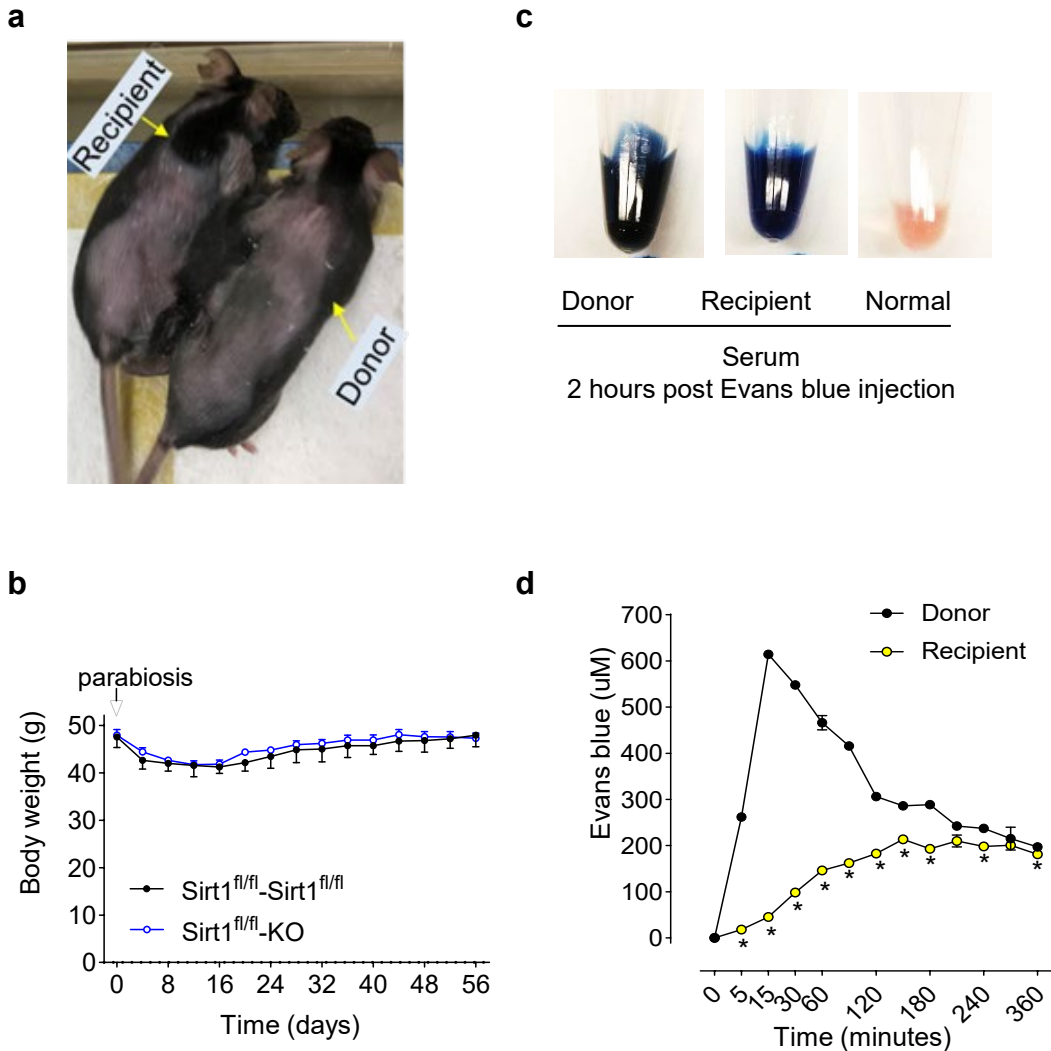 a
Recipient
Donor
c
Donor Recipient Normal
Serum
2 hours post Evans blue injection
b
parabiosis
Body weight (g)
50
40
30
20
10
0
Sirt1fl/fl-Sirt1fl/fl
Sirt1fl/fl-KO
0 8 16 24 32 40 48 56
Time (days)
d
Evans blue (uM)
700
600
500
400
300
200
100
0
Donor
Recipient
* * * * * * * * * *
0 5 15 30 60 120 180 240 360
Time (minutes)